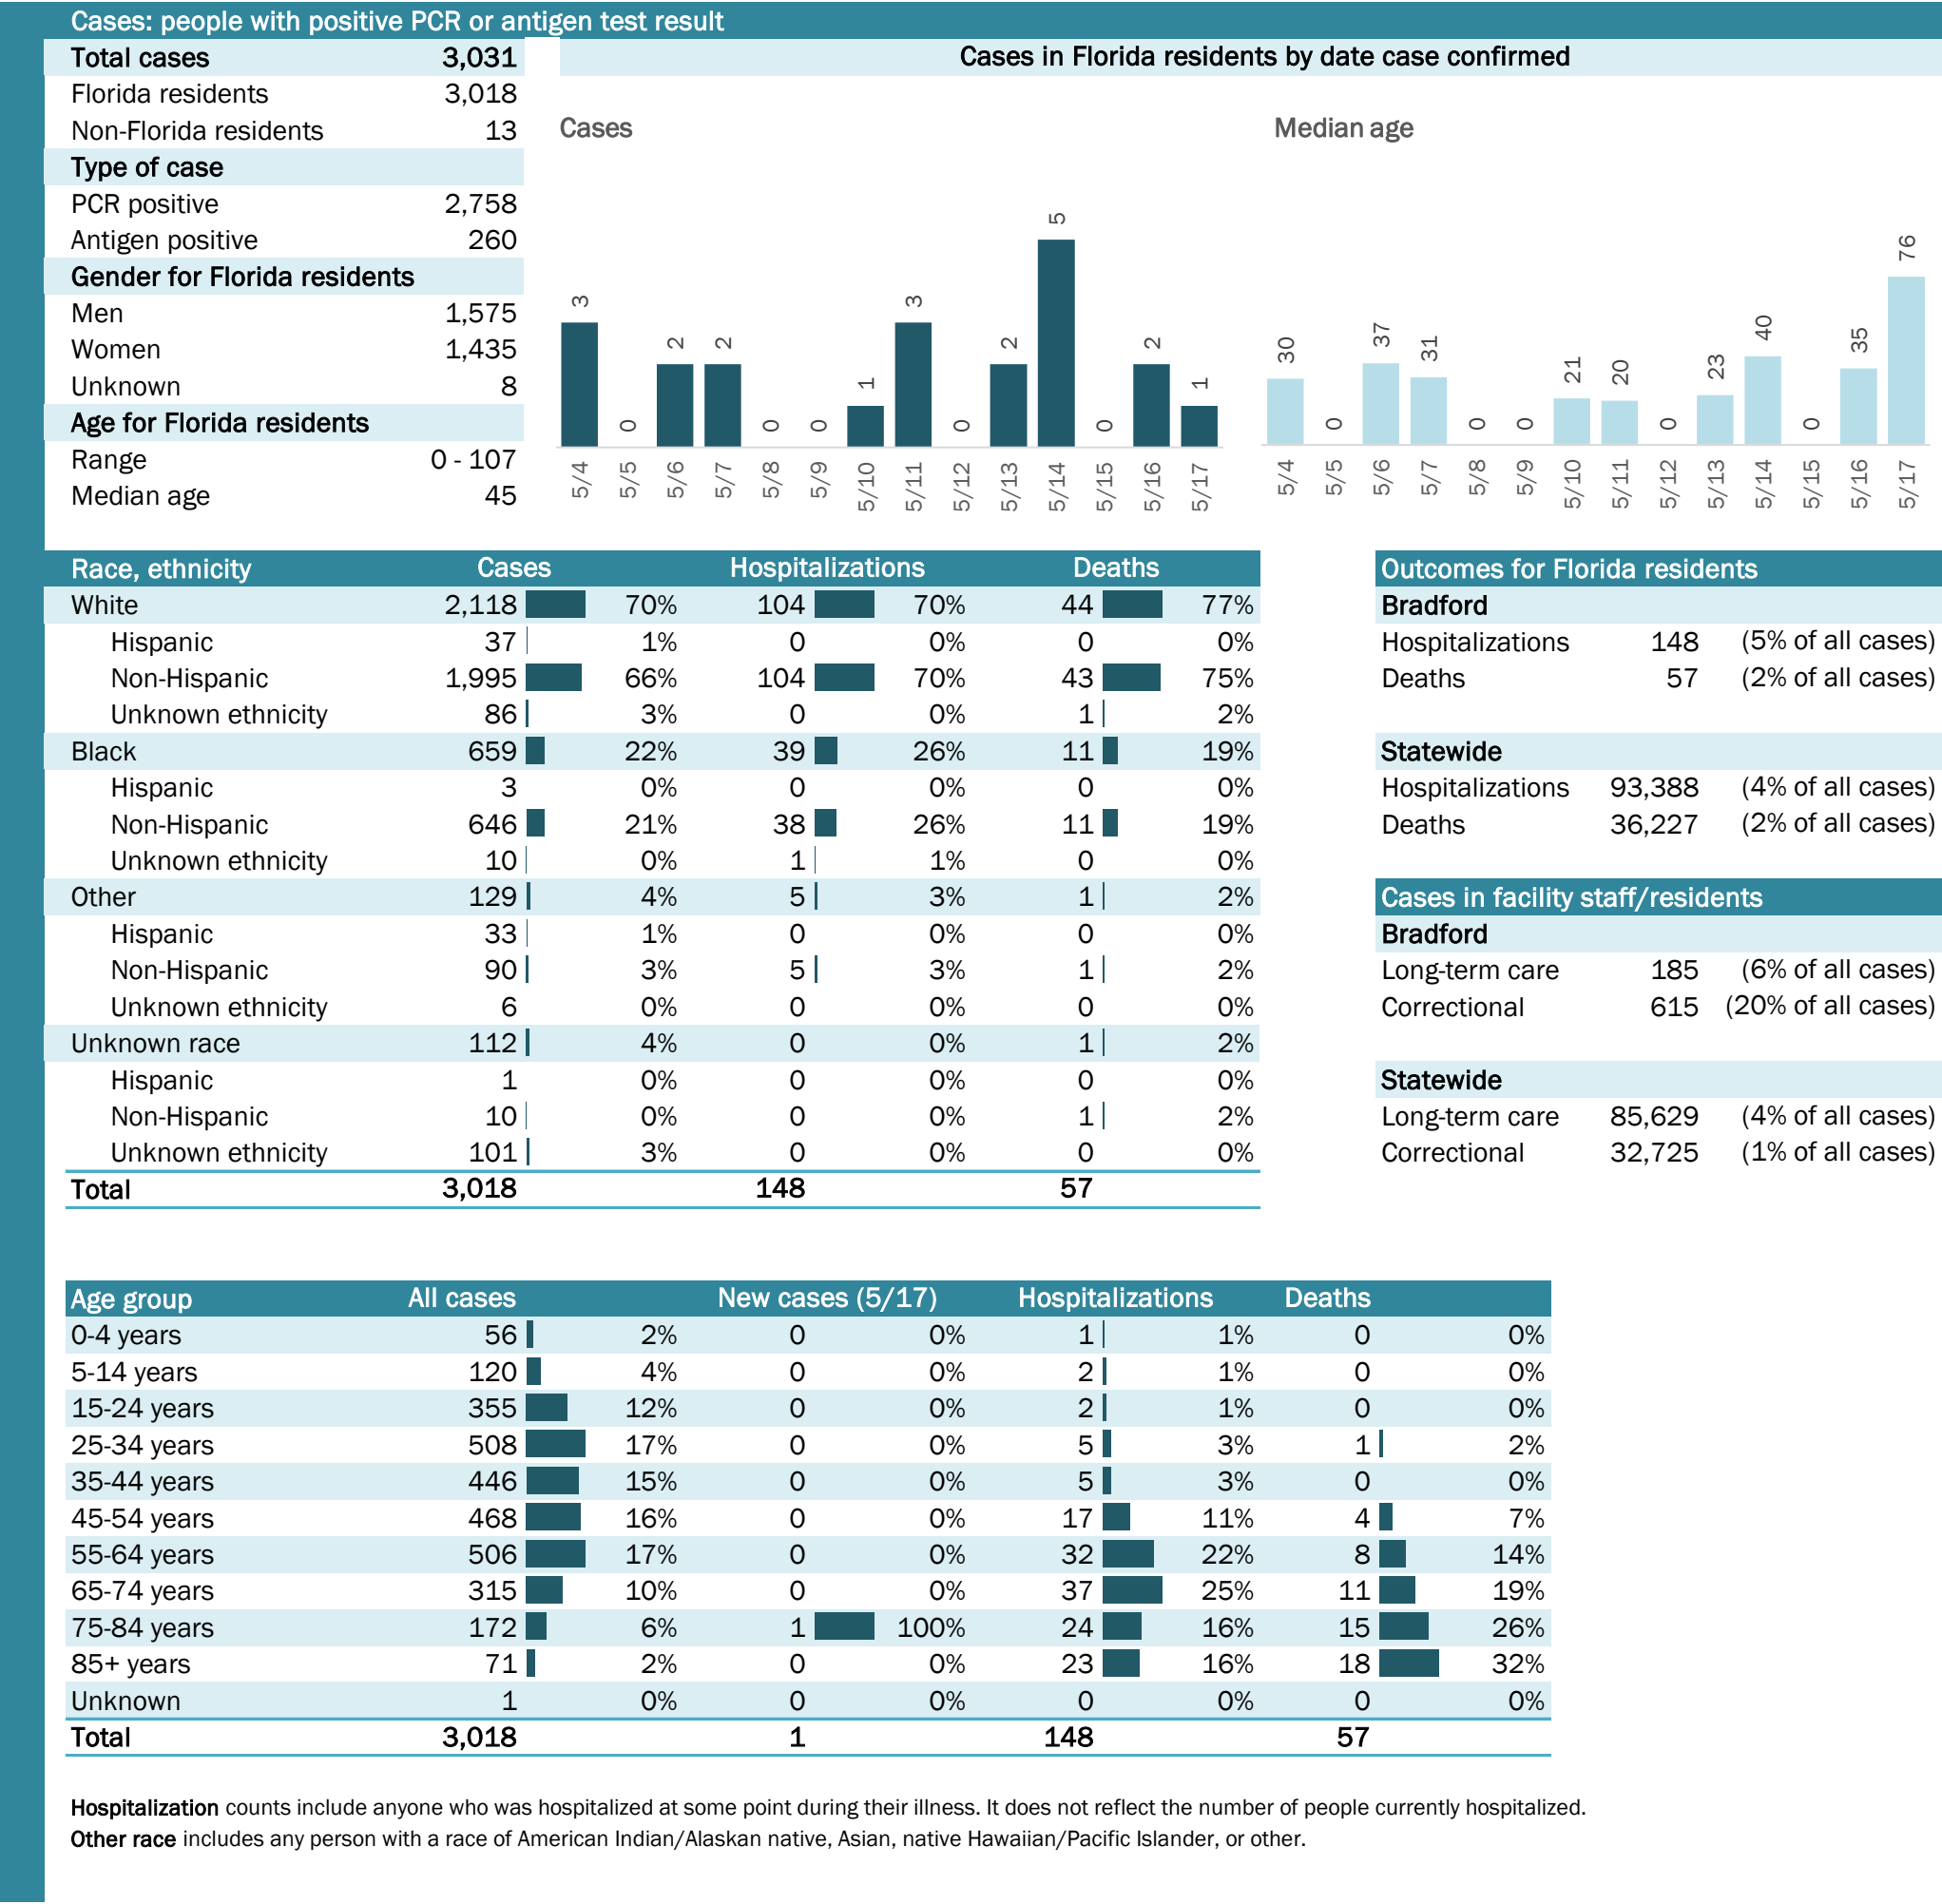 Cases: people with positive PCR or antigen test result
Total cases 3,031
Florida residents 3,018
Non-Florida residents 13
Type of case
PCR positive 2,758
Antigen positive 260
Gender for Florida residents
Men 1,575
Women 1,435
Unknown 8
Age for Florida residents
Range 0 - 107
Median age 45
Cases in Florida residents by date case confirmed
Cases
3 0 2 2 0 0 1 3 0 2 5 0 2 1
5/4 5/5 5/6 5/7 5/8 5/9 5/10 5/11 5/12 5/13 5/14 5/15 5/16 5/17
Median age
30 0 37 31 0 0 21 20 0 23 40 0 35 76
5/4 5/5 5/6 5/7 5/8 5/9 5/10 5/11 5/12 5/13 5/14 5/15 5/16 5/17
Race, ethnicity Cases Hospitalizations Deaths
White 2,118 70% 104 70% 44 77%
Hispanic 37 1% 0 0% 0 0%
Non-Hispanic 1,995 66% 104 70% 43 75%
Unknown ethnicity 86 3% 0 0% 1 2%
Black 659 22% 39 26% 11 19%
Hispanic 3 0% 0 0% 0 0%
Non-Hispanic 646 21% 38 26% 11 19%
Unknown ethnicity 10 0% 1 1% 0 0%
Other 129 4% 5 3% 1 2%
Hispanic 33 1% 0 0% 0 0%
Non-Hispanic 90 3% 5 3% 1 2%
Unknown ethnicity 6 0% 0 0% 0 0%
Unknown race 112 4% 0 0% 1 2%
Hispanic 1 0% 0 0% 0 0%
Non-Hispanic 10 0% 0 0% 1 2%
Unknown ethnicity 101 3% 0 0% 0 0%
Total 3,018 148 57
Outcomes for Florida residents
Bradford
Hospitalizations 148 (5% of all cases)
Deaths 57 (2% of all cases)
Statewide
Hospitalizations 93,388 (4% of all cases)
Deaths 36,227 (2% of all cases)
Cases in facility staff/residents
Bradford
Long-term care 185 (6% of all cases)
Correctional 615 (20% of all cases)
Statewide
Long-term care 85,629 (4% of all cases)
Correctional 32,725 (1% of all cases)
Age group All cases New cases (5/17) Hospitalizations Deaths
0-4 years 56 2% 0 0% 1 1% 0 0%
5-14 years 120 4% 0 0% 2 1% 0 0%
15-24 years 355 12% 0 0% 2 1% 0 0%
25-34 years 508 17% 0 0% 5 3% 1 2%
35-44 years 446 15% 0 0% 5 3% 0 0%
45-54 years 468 16% 0 0% 17 11% 4 7%
55-64 years 506 17% 0 0% 32 22% 8 14%
65-74 years 315 10% 0 0% 37 25% 11 19%
75-84 years 172 6% 1 100% 24 16% 15 26%
85+ years 71 2% 0 0% 23 16% 18 32%
Unknown 1 0% 0 0% 0 0% 0 0%
Total 3,018 1 148 57
Hospitalization counts include anyone who was hospitalized at some point during their illness. It does not reflect the number of people currently hospitalized.
Other race includes any person with a race of American Indian/Alaskan native, Asian, native Hawaiian/Pacific Islander, or other.